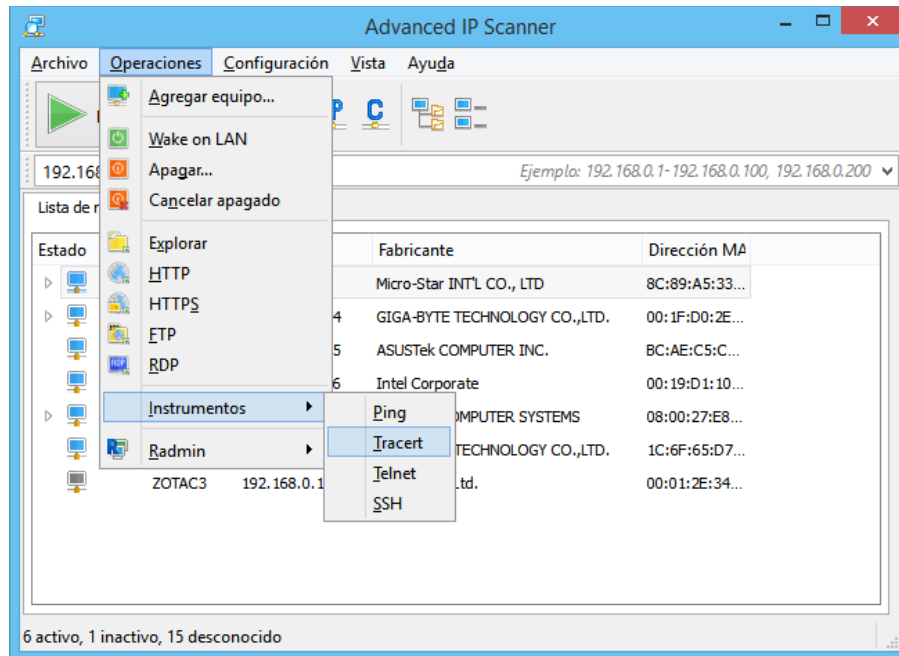 Advanced IP Scanner
Archivo Operaciones Configuración Vista Ayuda
Agregar equipo...
P C
Wake on LAN
192.168 Apagar... Ejemplo: 192.168.0.1-192.168.0.100, 192.168.0.200
Lista de r Cancelar apagado
Estado Explorar Fabricante Dirección MA
HTTP Micro-Star INT'L CO., LTD 8C:89:A5:33...
HTTPS 4 GIGA-BYTE TECHNOLOGY CO.,LTD. 00:1F:D0:2E...
FTP 5 ASUSTek COMPUTER INC. BC:AE:C5:C...
RDP 6 Intel Corporate 00:19:D1:10...
Instrumentos Ping OMPUTER SYSTEMS 08:00:27:E8...
Radmin Tracert TECHNOLOGY CO.,LTD. 1C:6F:65:D7...
ZOTAC3 192.168.0.1 Telnet .td. 00:01:2E:34...
SSH
6 activo, 1 inactivo, 15 desconocido